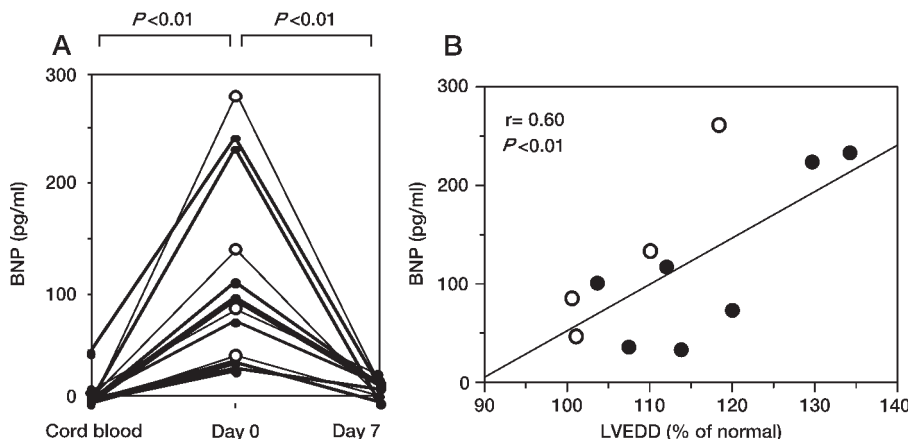 P<0.01 P<0.01
A
BNP (pg/ml)
300
200
100
0
Cord blood Day 0 Day 7
B
r= 0.60
P<0.01
BNP (pg/ml)
300
200
100
0
90 100 110 120 130 140
LVEDD (% of normal)